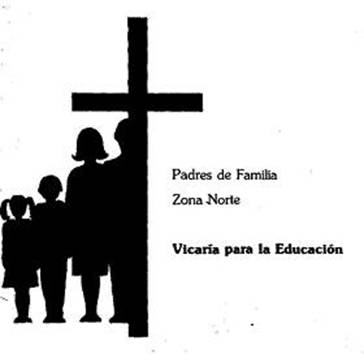 Padres de Familia
Zona Norte
Vicaría para la Educación